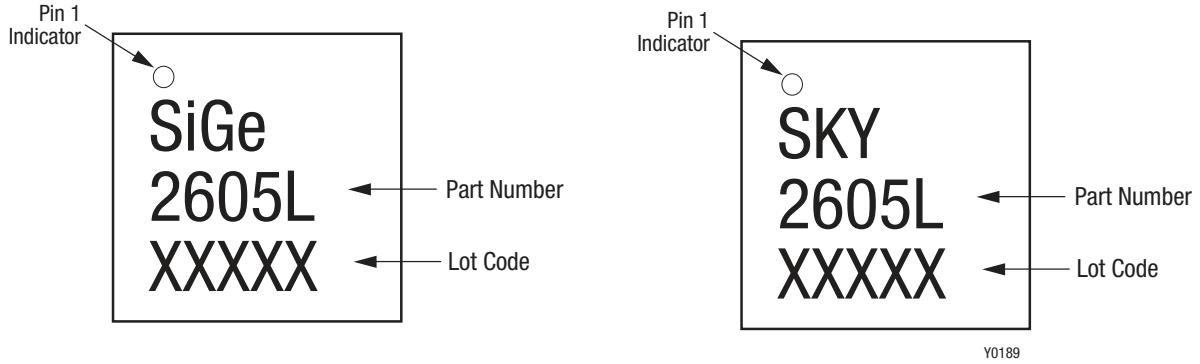 Pin 1
Indicator
SiGe
2605L
XXXXX
Part Number
Lot Code
Pin 1
Indicator
SKY
2605L
XXXXX
Part Number
Lot Code
Y0189